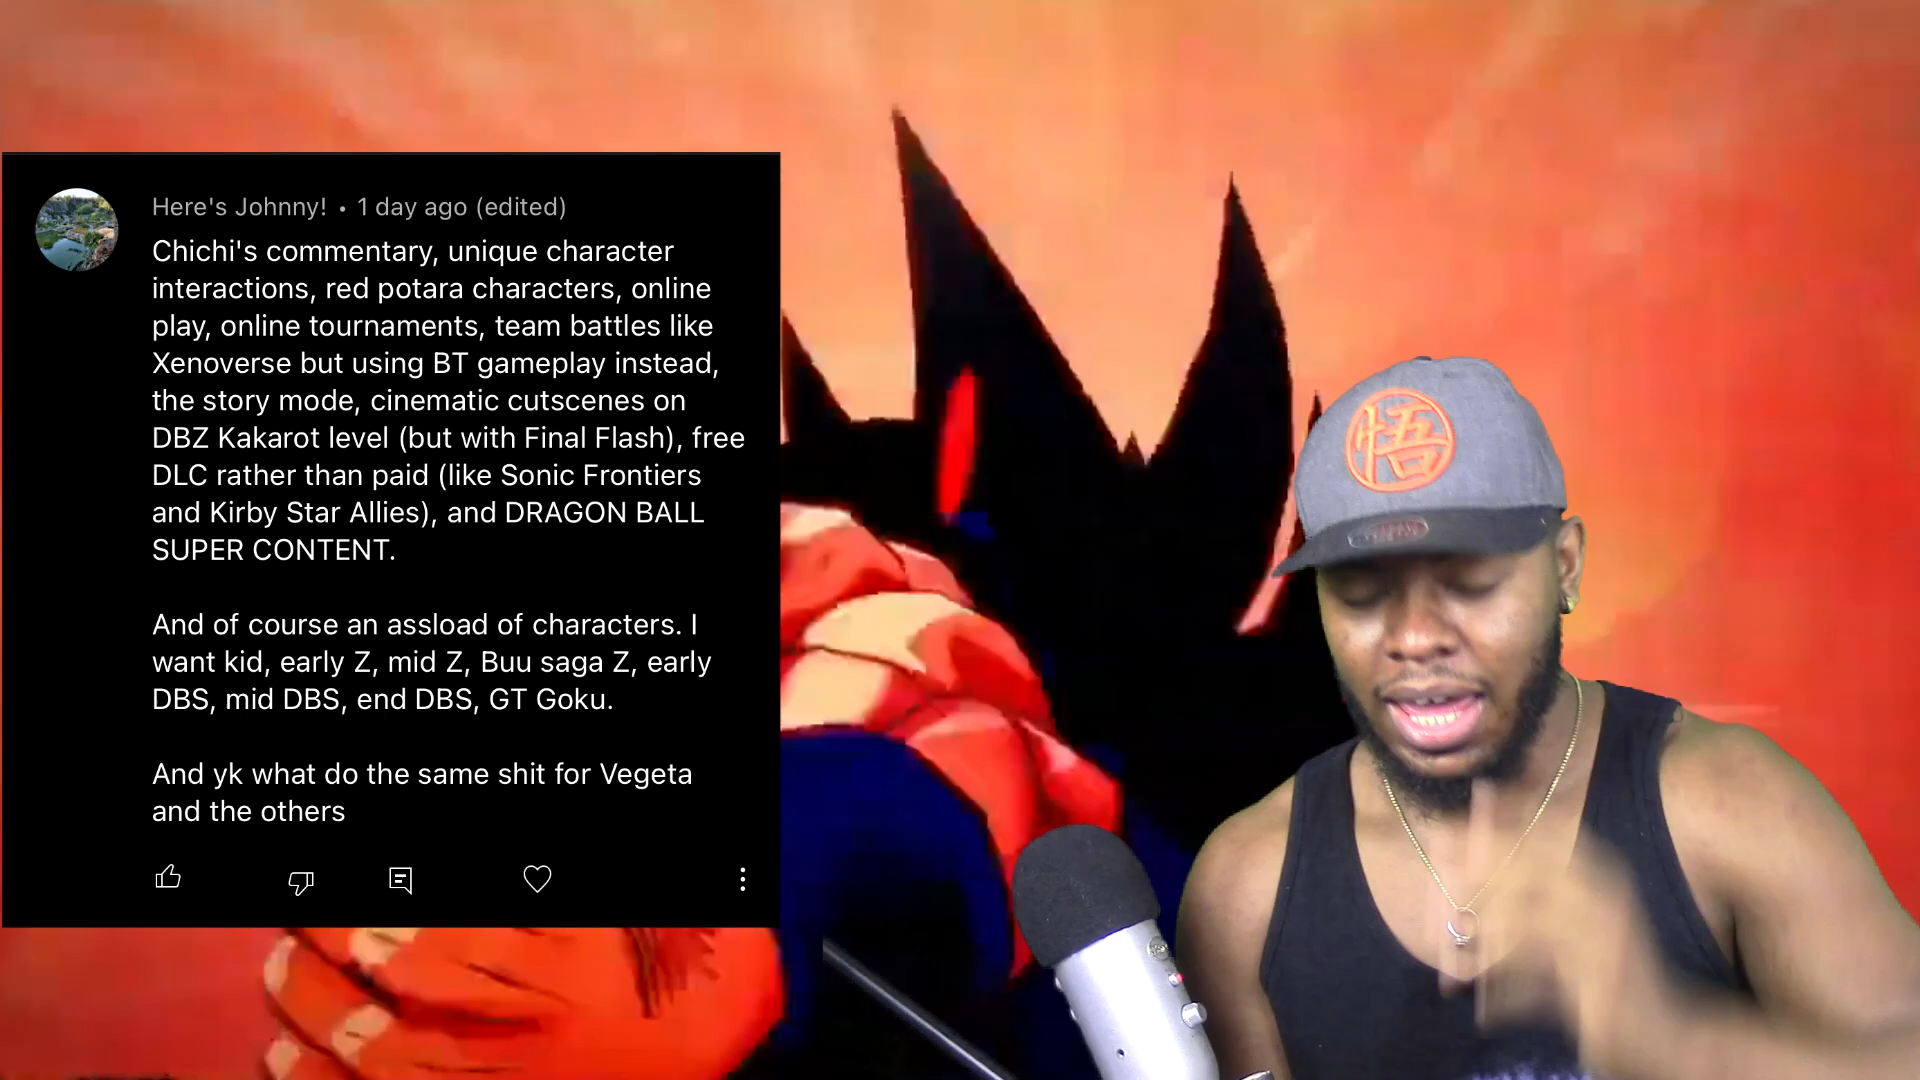 Here's Johnny! • 1 day ago (edited)
Chichi's commentary, unique character
interactions, red potara characters, online
play, online tournaments, team battles like
Xenoverse but using BT gameplay instead,
the story mode, cinematic cutscenes on
DBZ Kakarot level (but with Final Flash), free
DLC rather than paid (like Sonic Frontiers
and Kirby Star Allies), and DRAGON BALL
SUPER CONTENT.
And of course an assload of characters. I
want kid, early Z, mid Z, Buu saga Z, early
DBS, mid DBS, end DBS, GT Goku.
And yk what do the same shit for Vegeta
and the others
悟